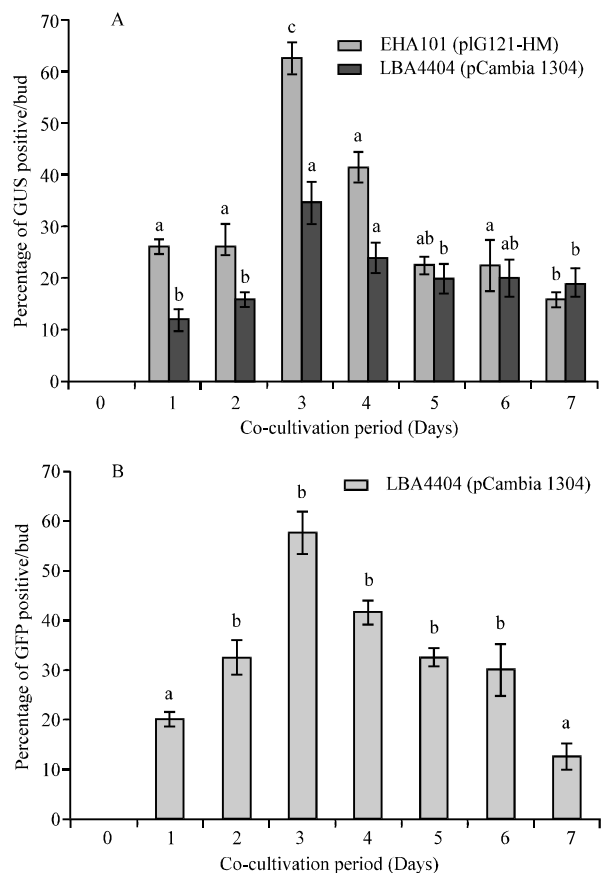 A
EHA101 (pIG121-HM)
LBA4404 (pCambia 1304)
Percentage of GUS positive/bud
70
60
50
40
30
20
10
0
a b a b c a a a ab b a ab b b
0 1 2 3 4 5 6 7
Co-cultivation period (Days)
B
LBA4404 (pCambia 1304)
Percentage of GFP positive/bud
70
60
50
40
30
20
10
0
a b b b b b a
0 1 2 3 4 5 6 7
Co-cultivation period (Days)